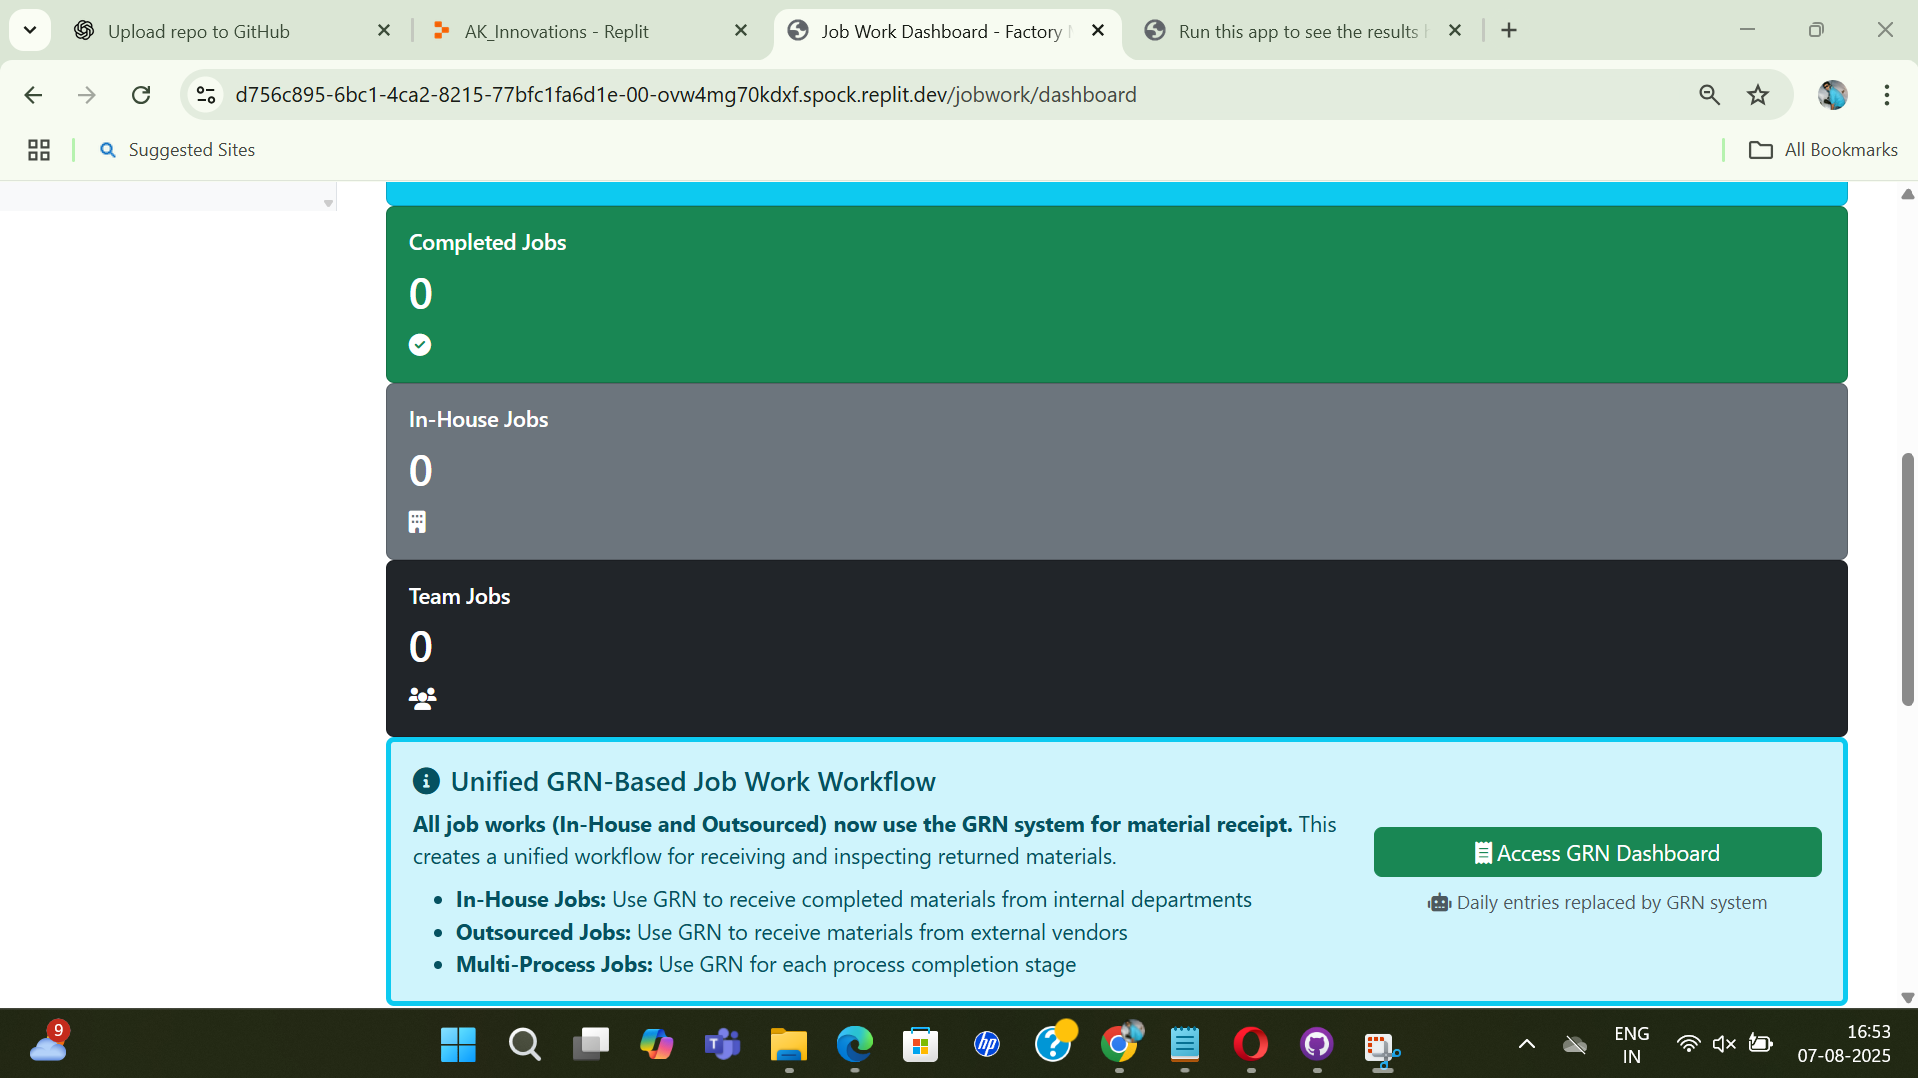 Upload repo to GitHub
AK_Innovations - Replit
Job Work Dashboard - Factory
Run this app to see the results
d756c895-6bc1-4ca2-8215-77bfc1fa6d1e-00-ovw4mg70kdxf.spock.replit.dev/jobwork/dashboard
Suggested Sites
All Bookmarks
Completed Jobs
0
In-House Jobs
0
Team Jobs
0
Unified GRN-Based Job Work Workflow
All job works (In-House and Outsourced) now use the GRN system for material receipt. This
creates a unified workflow for receiving and inspecting returned materials.
• In-House Jobs: Use GRN to receive completed materials from internal departments
• Outsourced Jobs: Use GRN to receive materials from external vendors
• Multi-Process Jobs: Use GRN for each process completion stage
Access GRN Dashboard
Daily entries replaced by GRN system
9
hp
ENG
IN
16:53
07-08-2025